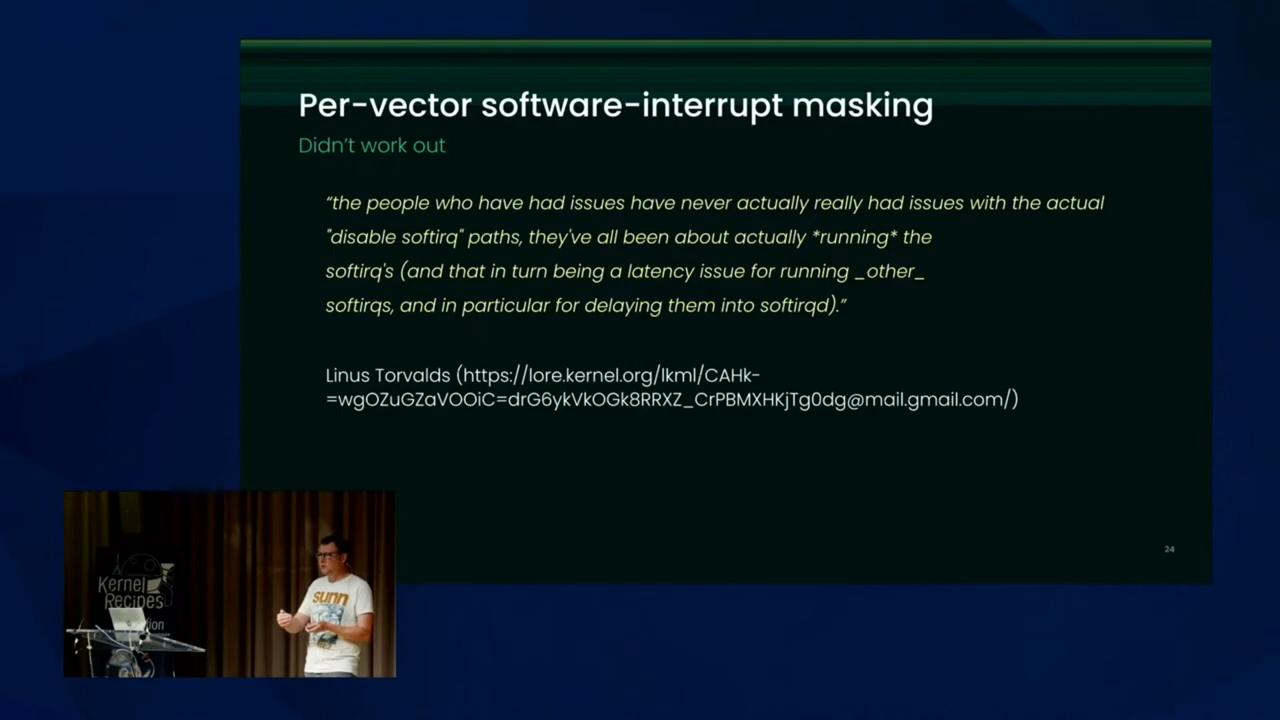 Per-vector software-interrupt masking
Didn't work out
“the people who have had issues have never actually really had issues with the actual
"disable softirq" paths, they've all been about actually *running* the
softirq's (and that in turn being a latency issue for running _other_
softirqs, and in particular for delaying them into softirqd).”
Linus Torvalds (https://lore.kernel.org/lkml/CAHk-
=wgOZuGZaVOOiC=drG6ykVkOGk8RRXZ_CrPBMXHKjTg0dg@mail.gmail.com/)
24
Kernel
Recipes
sunn